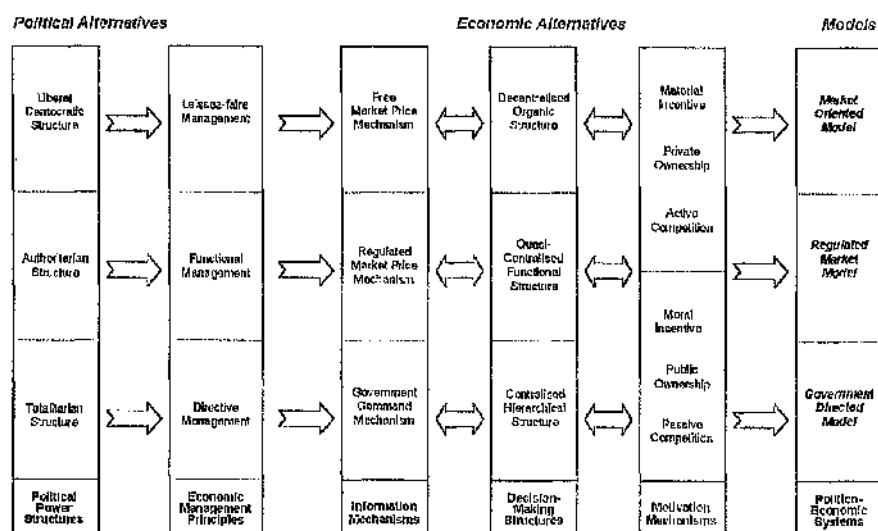 Political Alternatives
Economic Alternatives
Models
Liberal
Democratic
Structure
Laissez-faire
Management
Free
Market Price
Mechanism
Decentralised
Organic
Structure
Material
Incentive
Private
Ownership
Active
Competition
Market
Oriented
Model
Authoritarian
Structure
Functional
Management
Regulated
Market Price
Mechanism
Quasi-
Centralised
Functional
Structure
Regulated
Market
Model
Moral
Incentive
Public
Ownership
Passive
Competition
Totalitarian
Structure
Directive
Management
Government
Command
Mechanism
Centralised
Hierarchical
Structure
Government
Directed
Model
Political
Power
Structures
Economic
Management
Principles
Information
Mechanisms
Decision-
Making
Structures
Motivation
Mechanisms
Politico-
Economic
Systems